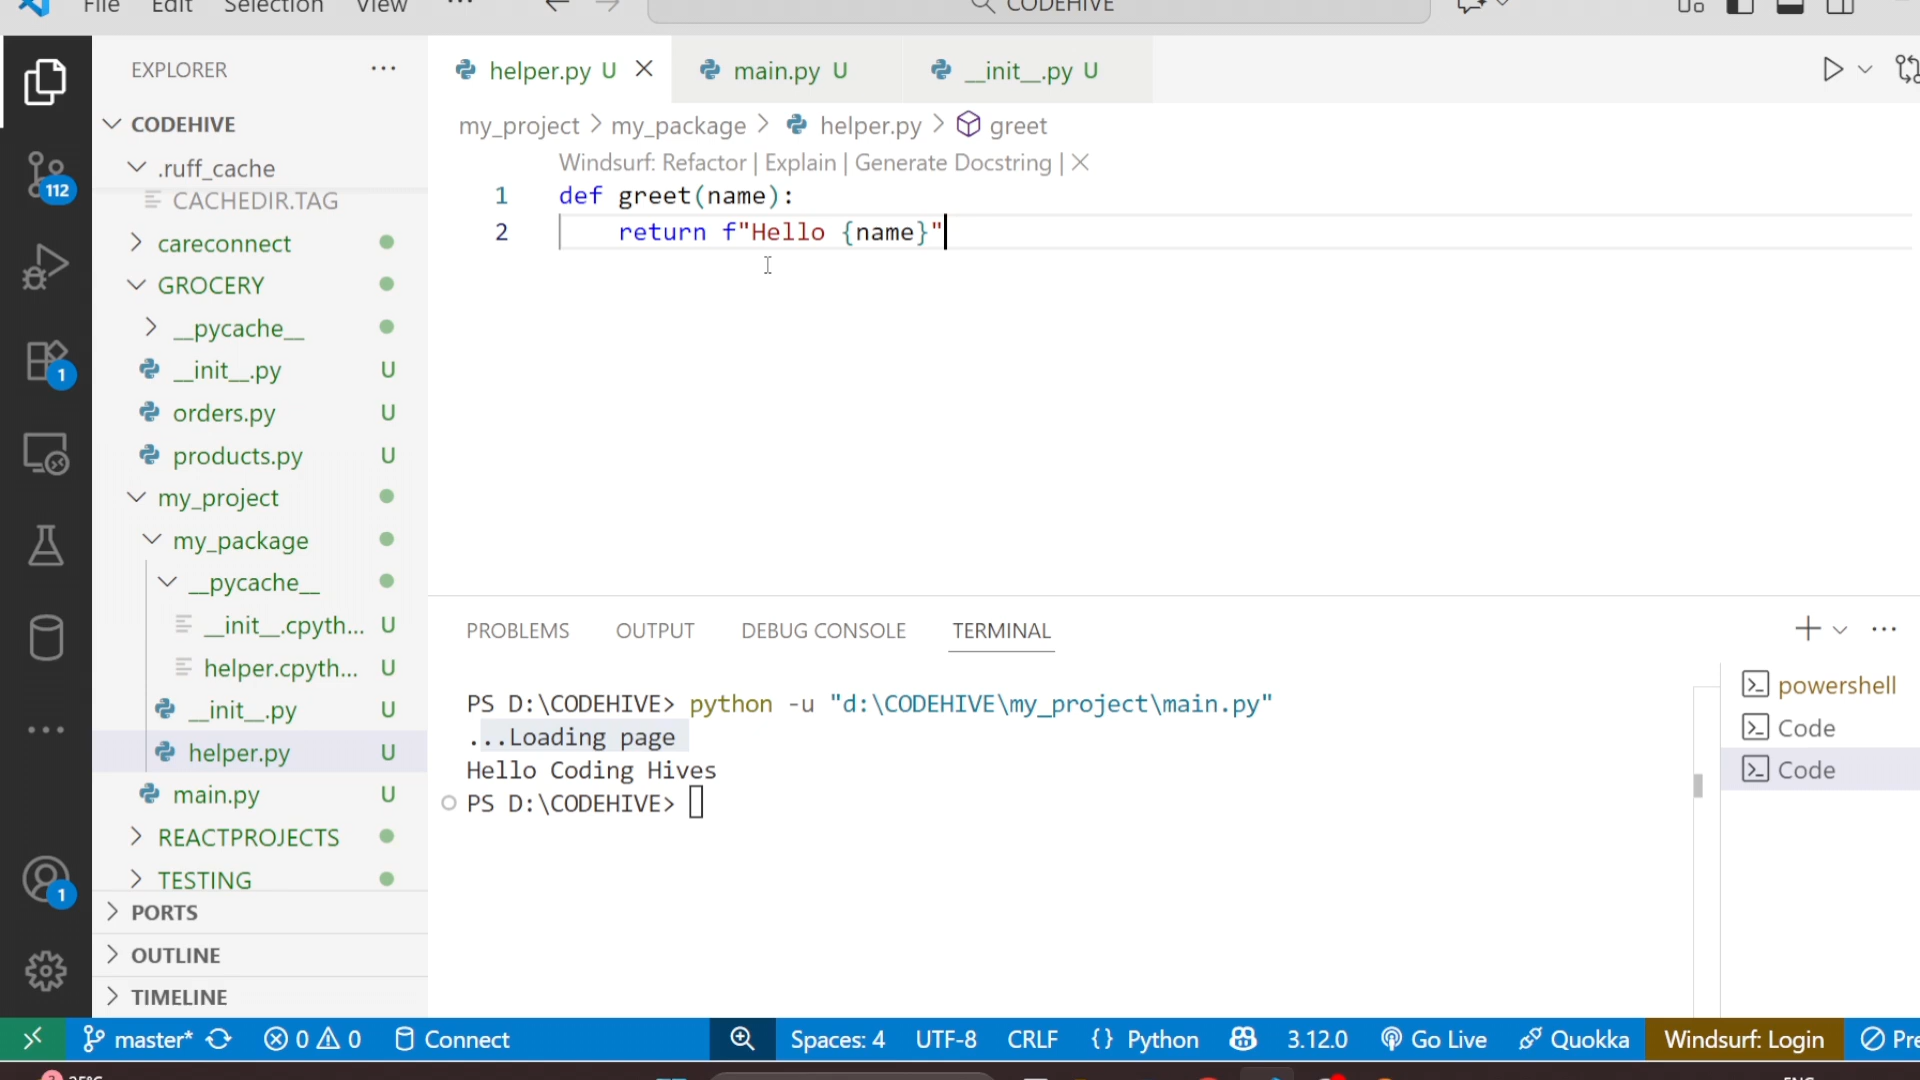 File Edit Selection View ...
CODEHIVE
EXPLORER ...
helper.py U
main.py U
__init__.py U
CODEHIVE
my_project > my_package > helper.py > greet
.ruff_cache
Windsurf: Refactor | Explain | Generate Docstring |
CACHEDIR.TAG
1 def greet(name):
2 return f"Hello {name}"
careconnect
GROCERY
__pycache__
__init__.py U
orders.py U
products.py U
my_project
my_package
__pycache__
__init__.cpyth... U
helper.cpyth... U
__init__.py U
helper.py U
main.py U
REACTPROJECTS
TESTING
PORTS
OUTLINE
TIMELINE
112
1
1
PROBLEMS OUTPUT DEBUG CONSOLE TERMINAL
PS D:\CODEHIVE> python -u "d:\CODEHIVE\my_project\main.py"
...Loading page
Hello Coding Hives
PS D:\CODEHIVE>
powershell
Code
Code
master* 0 0 Connect Spaces: 4 UTF-8 CRLF {} Python 3.12.0 Go Live Quokka Windsurf: Login Pre